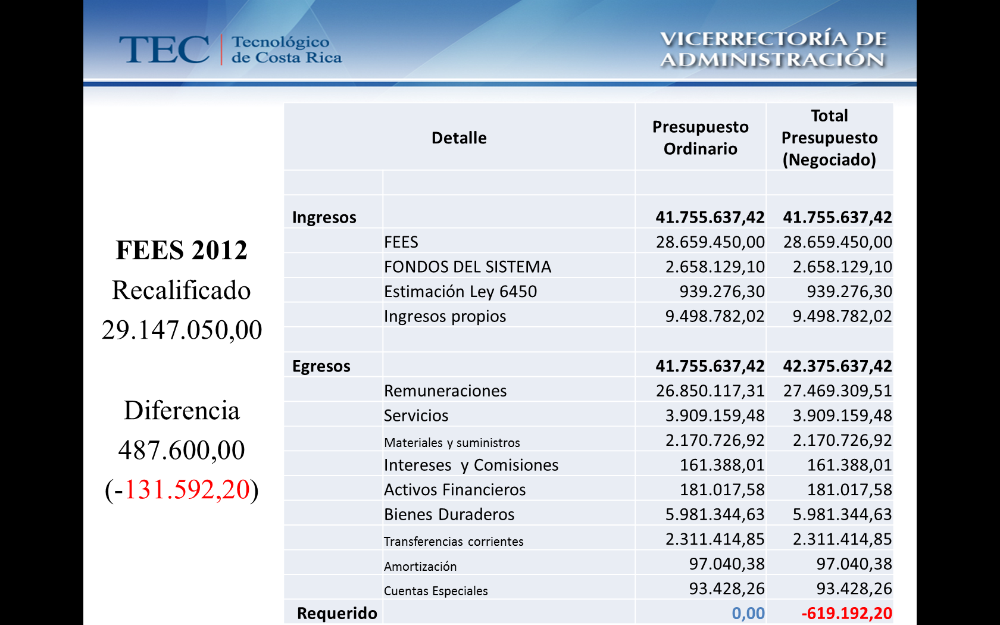 TEC Tecnológico
de Costa Rica
VICERRECTORÍA DE
ADMINISTRACIÓN
FEES 2012
Recalificado
29.147.050,00
Diferencia
487.600,00
(-131.592,20)
Detalle Presupuesto Ordinario Total Presupuesto (Negociado)
Ingresos 41.755.637,42 41.755.637,42
FEES 28.659.450,00 28.659.450,00
FONDOS DEL SISTEMA 2.658.129,10 2.658.129,10
Estimación Ley 6450 939.276,30 939.276,30
Ingresos propios 9.498.782,02 9.498.782,02
Egresos 41.755.637,42 42.375.637,42
Remuneraciones 26.850.117,31 27.469.309,51
Servicios 3.909.159,48 3.909.159,48
Materiales y suministros 2.170.726,92 2.170.726,92
Intereses y Comisiones 161.388,01 161.388,01
Activos Financieros 181.017,58 181.017,58
Bienes Duraderos 5.981.344,63 5.981.344,63
Transferencias corrientes 2.311.414,85 2.311.414,85
Amortización 97.040,38 97.040,38
Cuentas Especiales 93.428,26 93.428,26
Requerido 0,00 -619.192,20